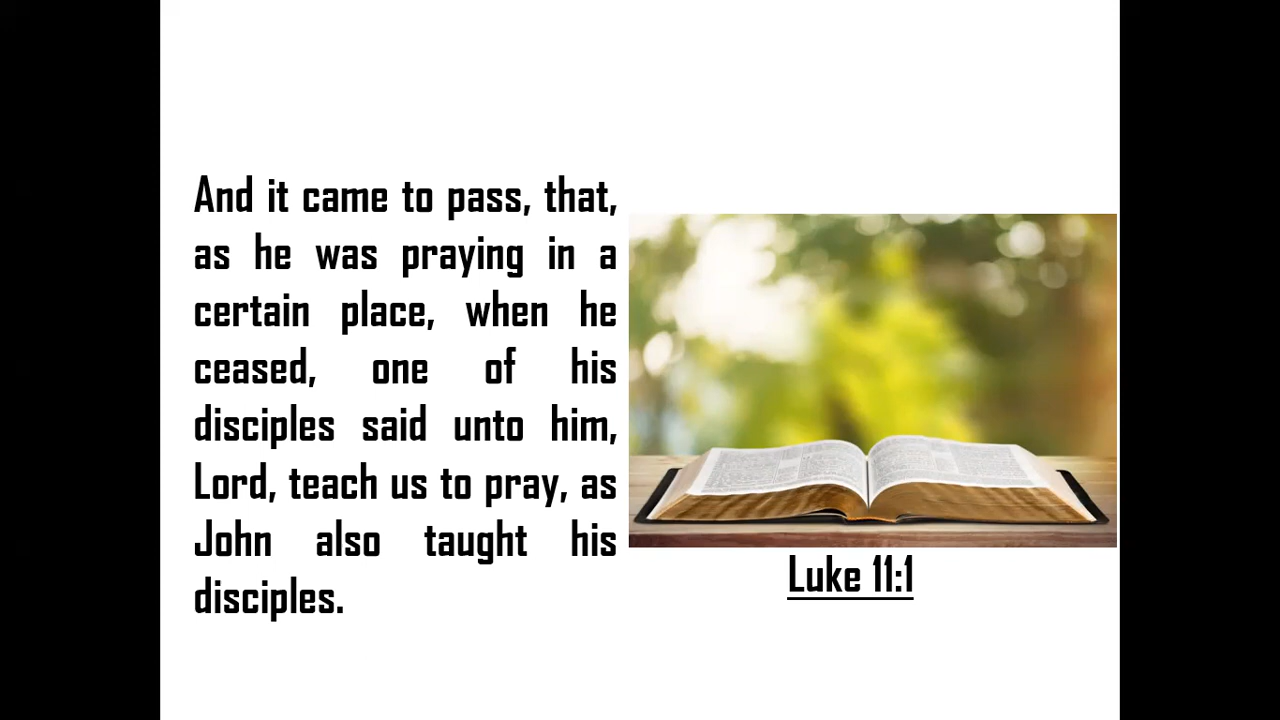 And it came to pass, that,
as he was praying in a
certain place, when he
ceased, one of his
disciples said unto him,
Lord, teach us to pray, as
John also taught his
disciples.
Luke 11:1